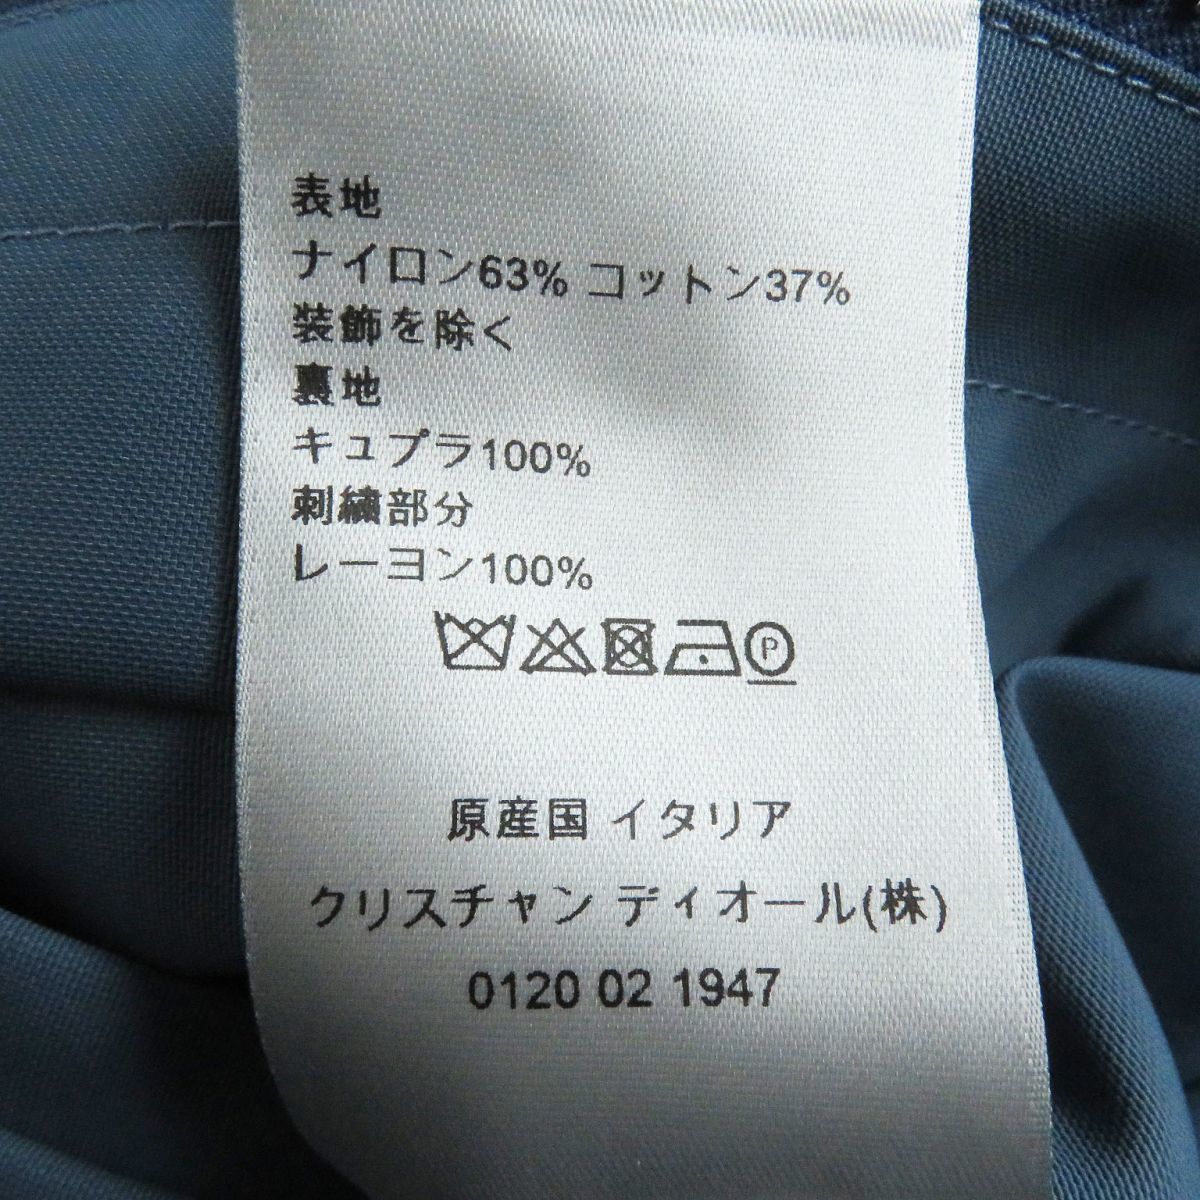 表地
ナイロン63% コットン37%
装飾を除く
裏地
キュプラ100%
刺繍部分
レーヨン100%
P
原産国 イタリア
クリスチャン ディオール(株)
0120 02 1947